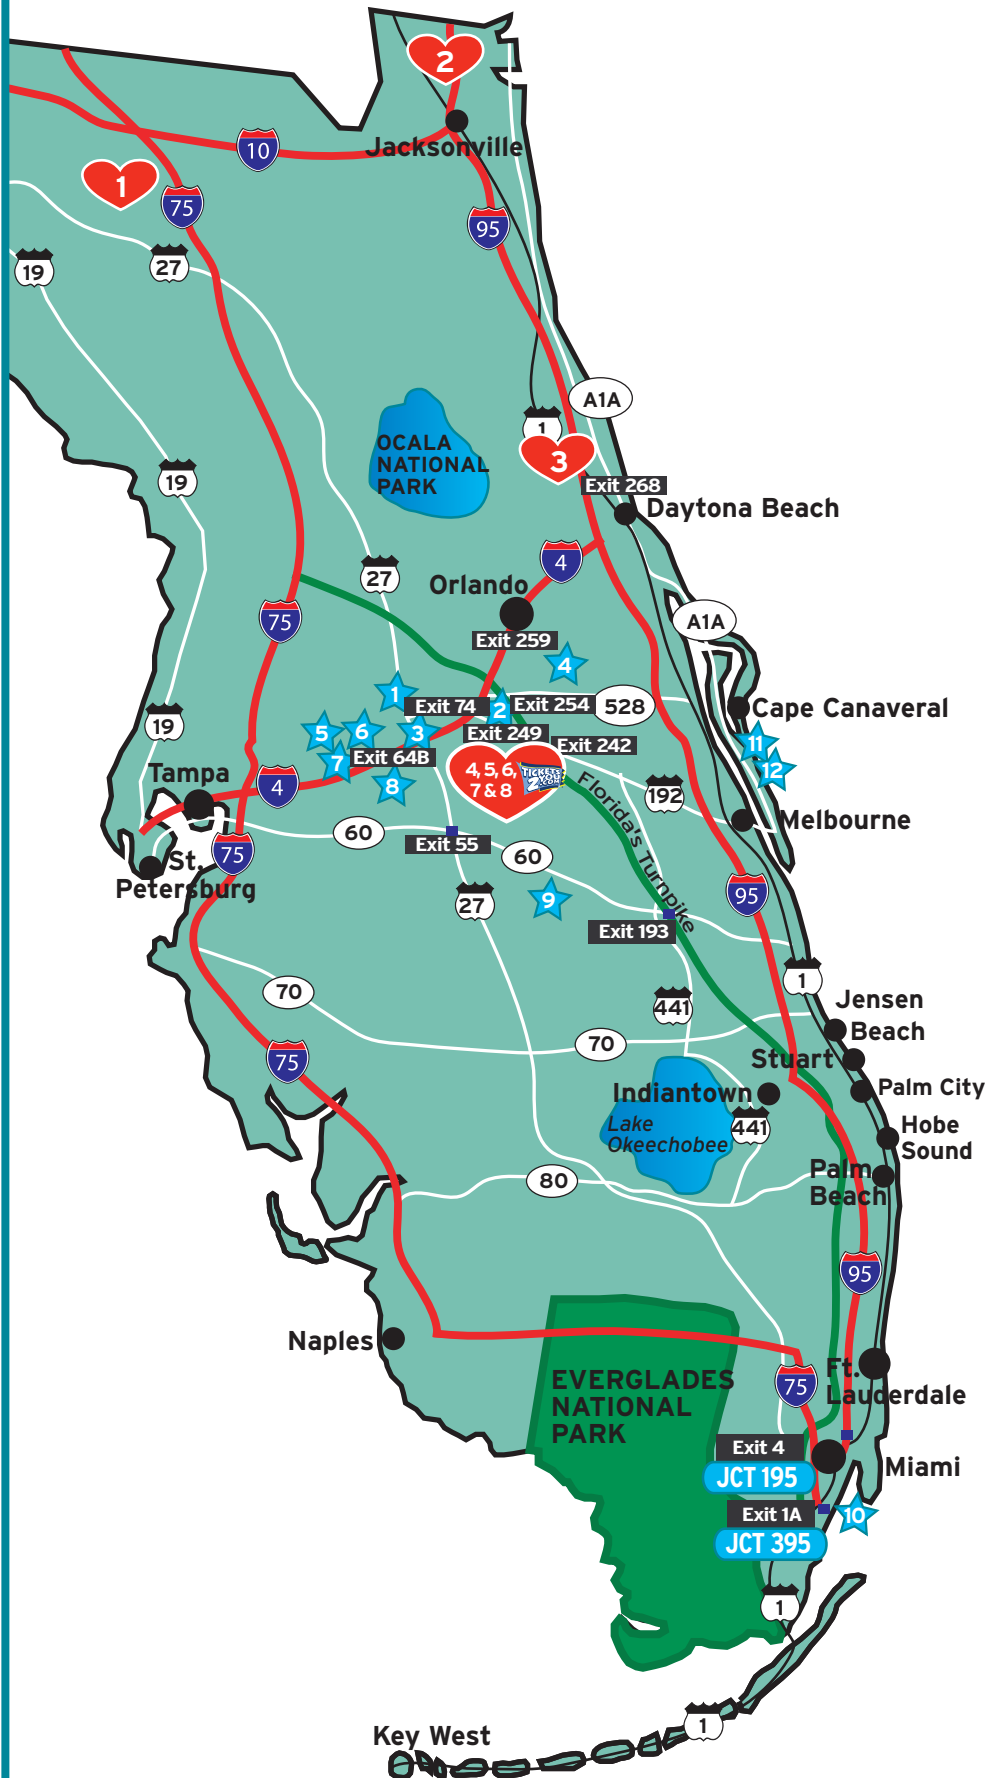 2
Jacksonville
10
1
75
95
19
27
A1A
1
OCALA
NATIONAL
PARK
3
19
Exit 268
Daytona Beach
4
27
Orlando
75
A1A
Exit 259
4
1
Exit 74
2
Exit 254
528
Cape Canaveral
19
5
6
3
Exit 249
Exit 242
11
Exit 64B
7
12
Tampa
4
8
4, 5, 6,
7 & 8
TICKETS
2
YOU
.COM
Florida's Turnpike
192
Melbourne
60
Exit 55
60
St.
Petersburg
75
27
9
95
Exit 193
1
70
441
Jensen
Beach
70
Stuart
75
Indiantown
Palm City
Lake
Okeechobee
441
Hobe
Sound
80
Palm
Beach
95
Naples
75
Ft.
Lauderdale
EVERGLADES
NATIONAL
PARK
Exit 4
JCT 195
Miami
Exit 1A
10
JCT 395
1
1
Key West